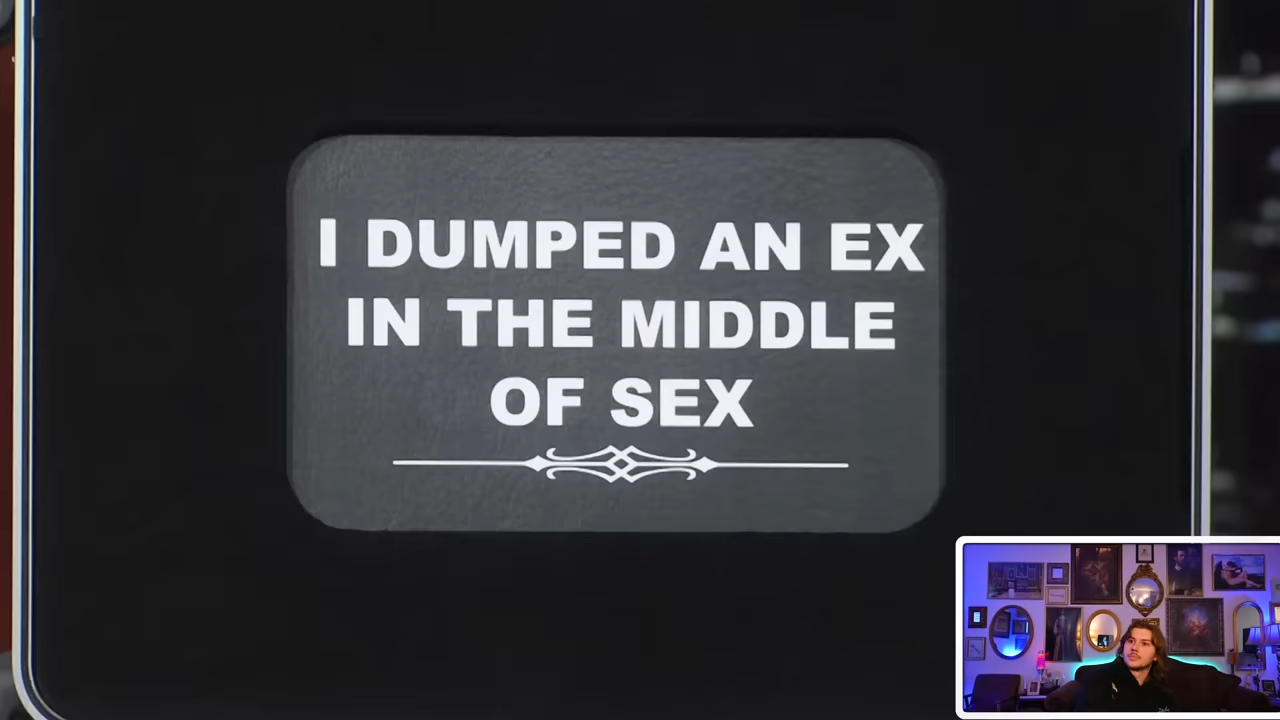 I DUMPED AN EX
IN THE MIDDLE
OF SEX